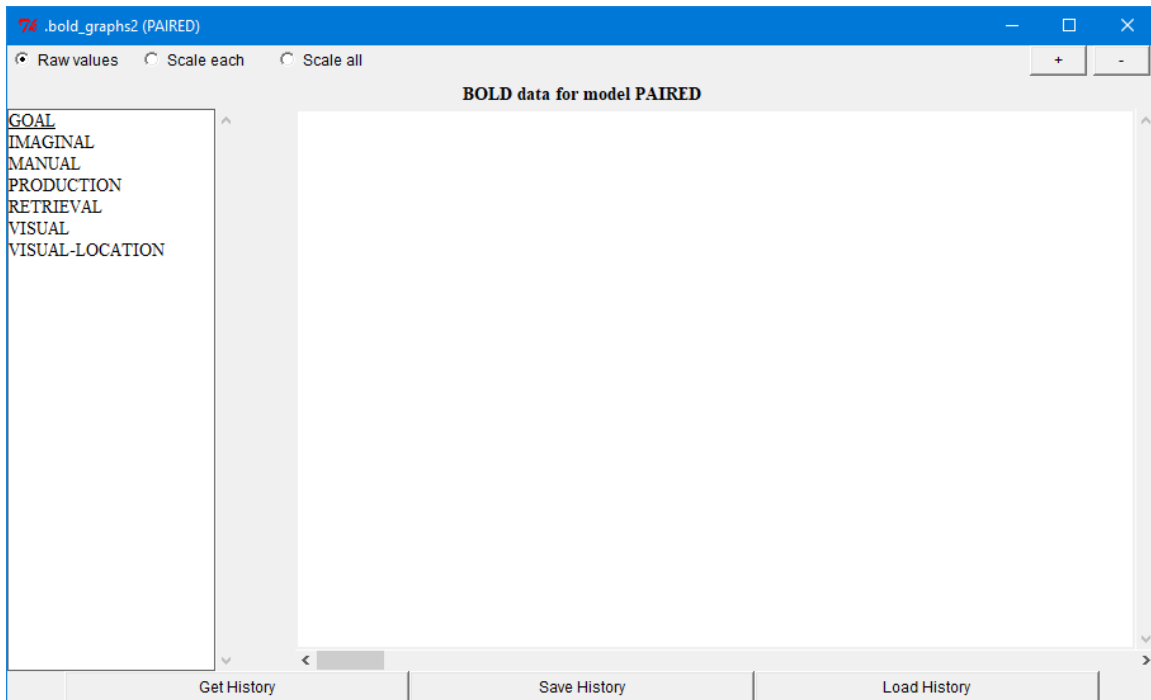 .bold_graphs2 (PAIRED)
Raw values Scale each Scale all + -
BOLD data for model PAIRED
GOAL
IMAGINAL
MANUAL
PRODUCTION
RETRIEVAL
VISUAL
VISUAL-LOCATION
Get History Save History Load History